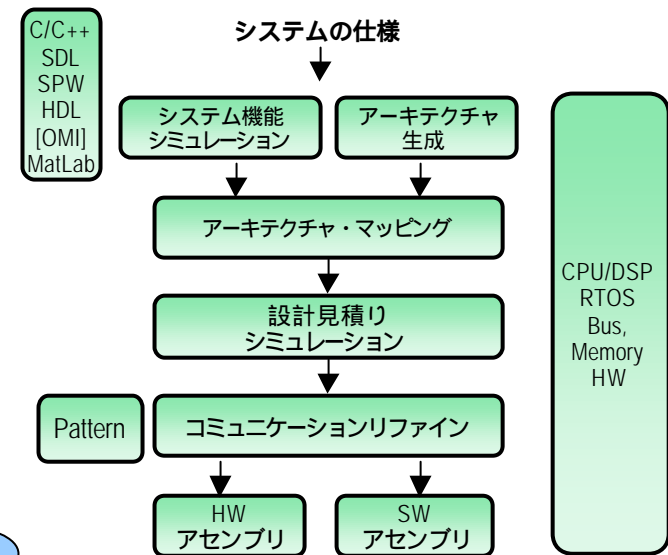 C/C++
SDL
SPW
HDL
[OMI]
MatLab
システムの仕様
システム機能
シミュレーション
アーキテクチャ
生成
アーキテクチャ・マッピング
設計見積り
シミュレーション
CPU/DSP
RTOS
Bus,
Memory
HW
Pattern
コミュニケーションリファイン
HW
アセンブリ
SW
アセンブリ